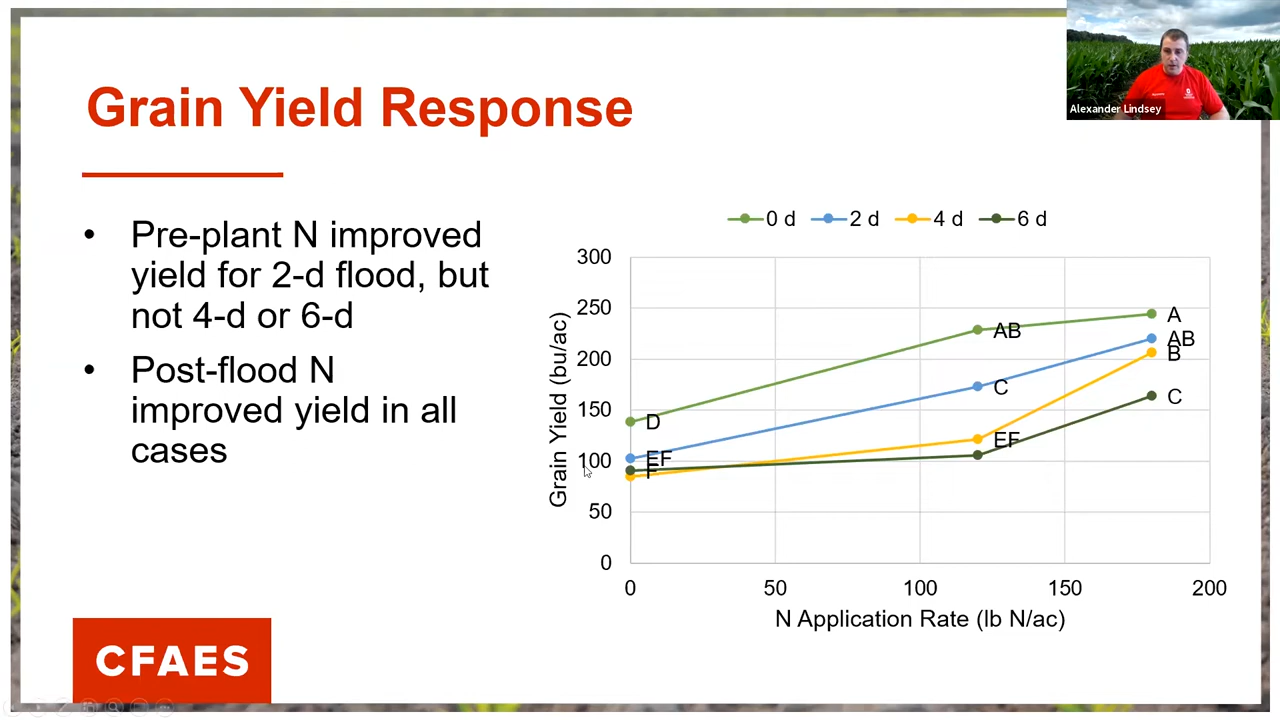 Alexander Lindsey
Grain Yield Response
• Pre-plant N improved
yield for 2-d flood, but
not 4-d or 6-d
• Post-flood N
improved yield in all
cases
0 d 2 d 4 d 6 d
Grain Yield (bu/ac)
300
250
200
150
100
50
0
A
AB
AB
B
C
C
D
EF
EF
F
0 50 100 150 200
N Application Rate (lb N/ac)
CFAES